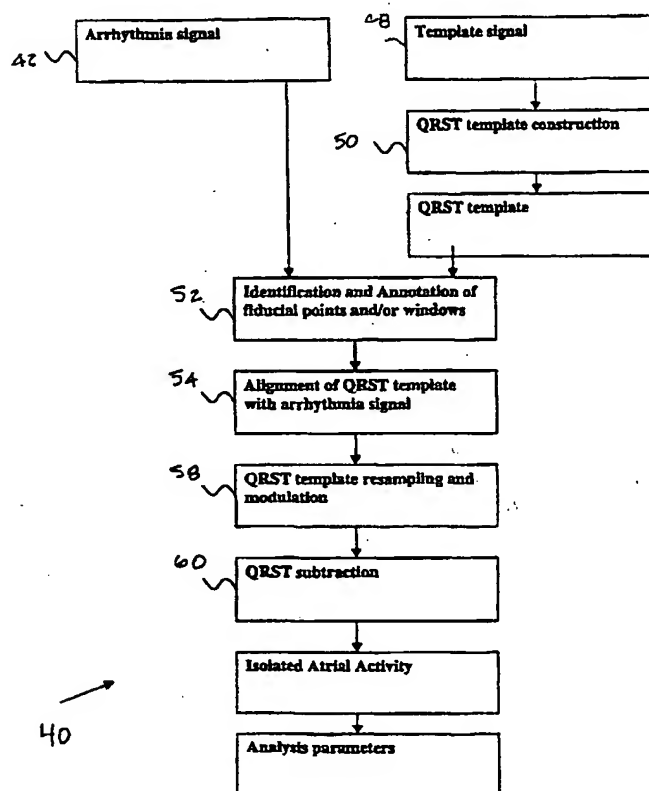 42
Arrhythmia signal
48
Template signal
50
QRST template construction
QRST template
52
Identification and Annotation of
fiducial points and/or windows
54
Alignment of QRST template
with arrhythmia signal
58
QRST template resampling and
modulation
60
QRST subtraction
Isolated Atrial Activity
40
Analysis parameters